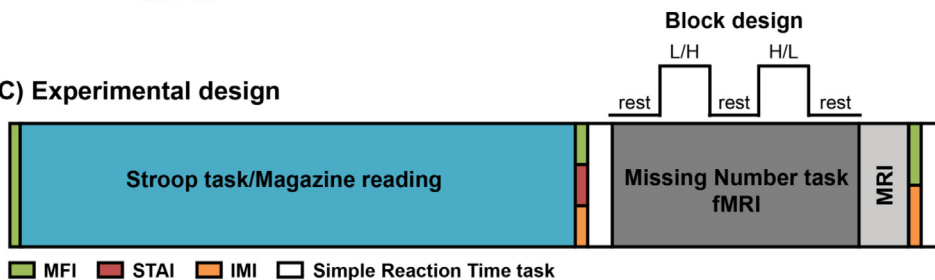 Block design
L/H H/L
C) Experimental design
rest rest rest
Stroop task/Magazine reading
Missing Number task
fMRI
MRI
MFI STAI IMI Simple Reaction Time task